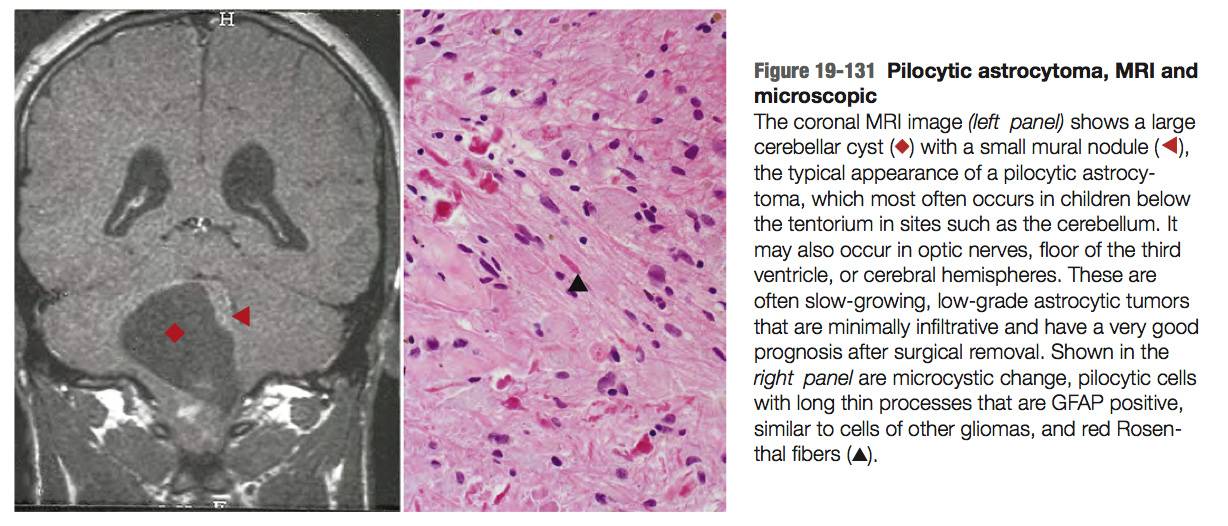 H
Figure 19-131 Pilocytic astrocytoma, MRI and
microscopic
The coronal MRI image (left panel) shows a large
cerebellar cyst (◆) with a small mural nodule (◀),
the typical appearance of a pilocytic astrocy-
toma, which most often occurs in children below
the tentorium in sites such as the cerebellum. It
may also occur in optic nerves, floor of the third
ventricle, or cerebral hemispheres. These are
often slow-growing, low-grade astrocytic tumors
that are minimally infiltrative and have a very good
prognosis after surgical removal. Shown in the
right panel are microcystic change, pilocytic cells
with long thin processes that are GFAP positive,
similar to cells of other gliomas, and red Rosen-
thal fibers (▲).